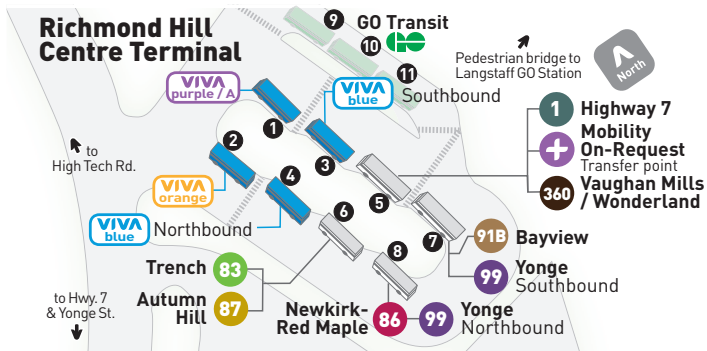 Richmond Hill
Centre Terminal
9
GO Transit
10
GO
11
Pedestrian bridge to
Langstaff GO Station
North
VIVA
purple / A
VIVA
blue
Southbound
1
2
3
4
5
6
7
8
to
High Tech Rd.
1
Highway 7
Mobility
On-Request
Transfer point
360
Vaughan Mills
/ Wonderland
VIVA
orange
VIVA
blue
Northbound
91B
Bayview
99
Yonge
Southbound
Trench
83
Autumn
Hill
87
to Hwy. 7
& Yonge St.
Newkirk-
Red Maple
86
99
Yonge
Northbound